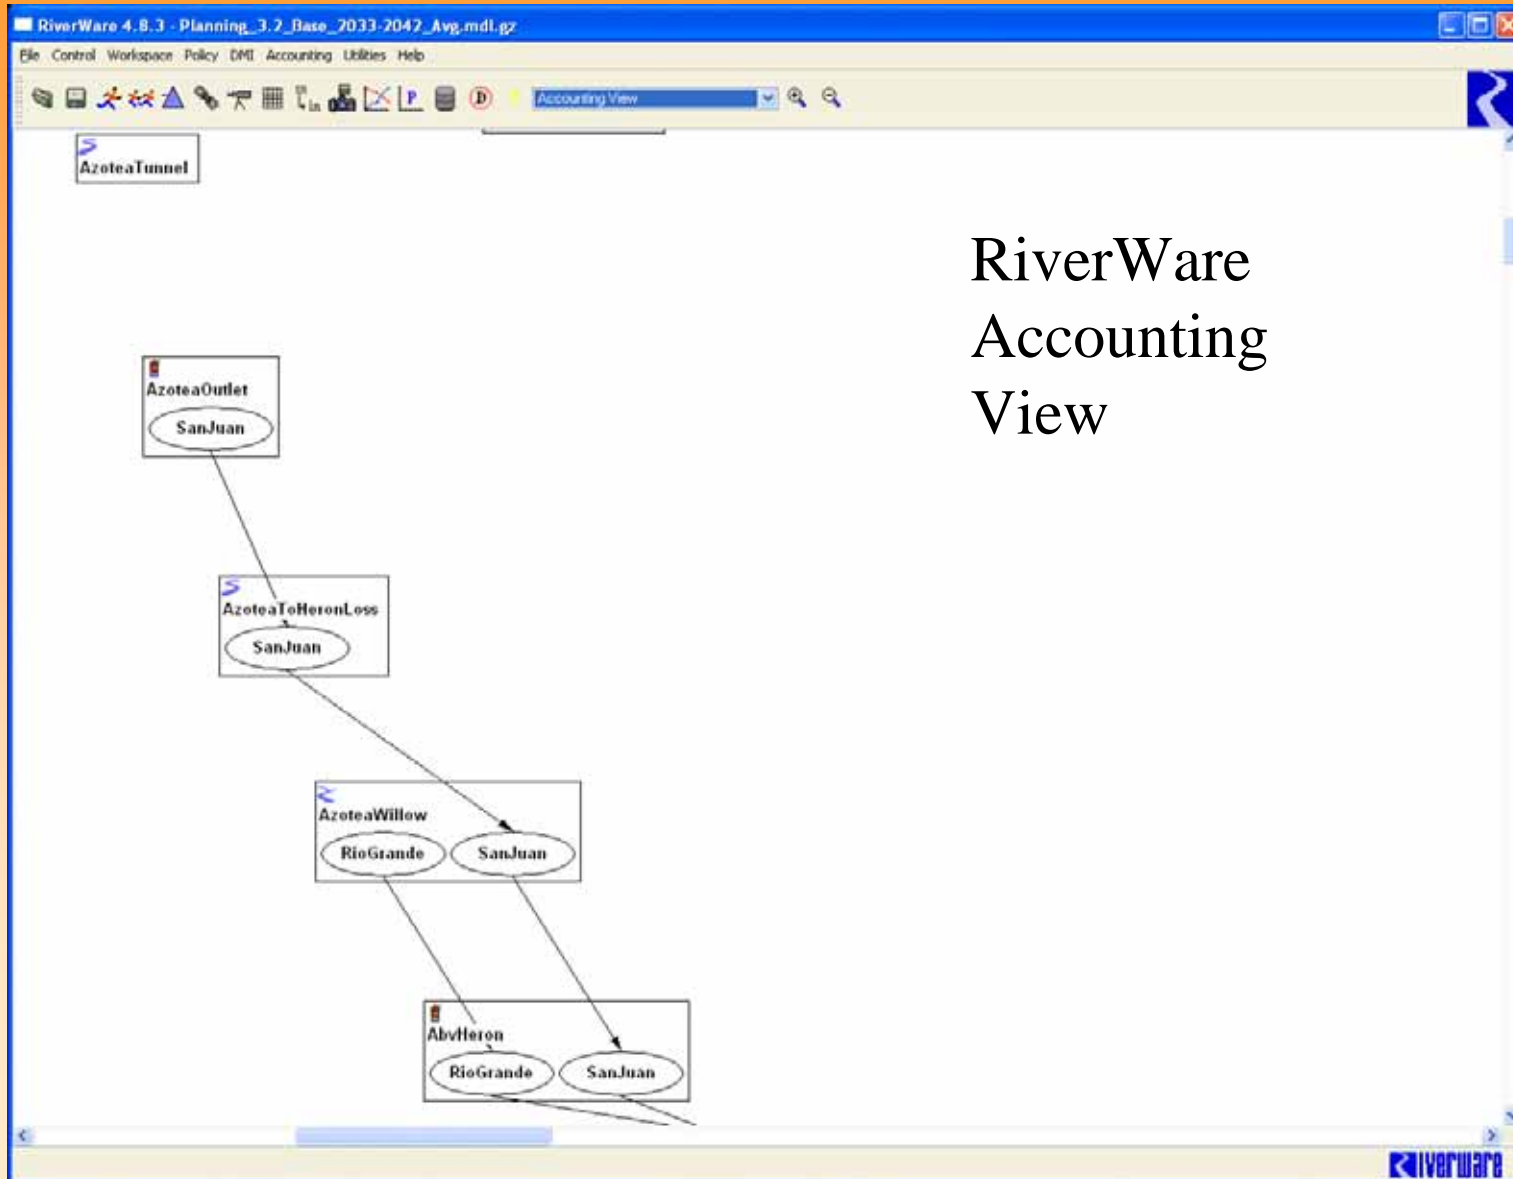 RiverWare 4.8.3 - Planning_3.2_Base_2033-2042_Avg.mdl.gz
File Control Workspace Policy DMI Accounting Utilities Help
Accounting View
AzoteaTunnel
RiverWare
Accounting
View
AzoteaOutlet
SanJuan
AzoteaToHeronLoss
SanJuan
AzoteaWillow
RioGrande SanJuan
AbvHeron
RioGrande SanJuan
Riverware